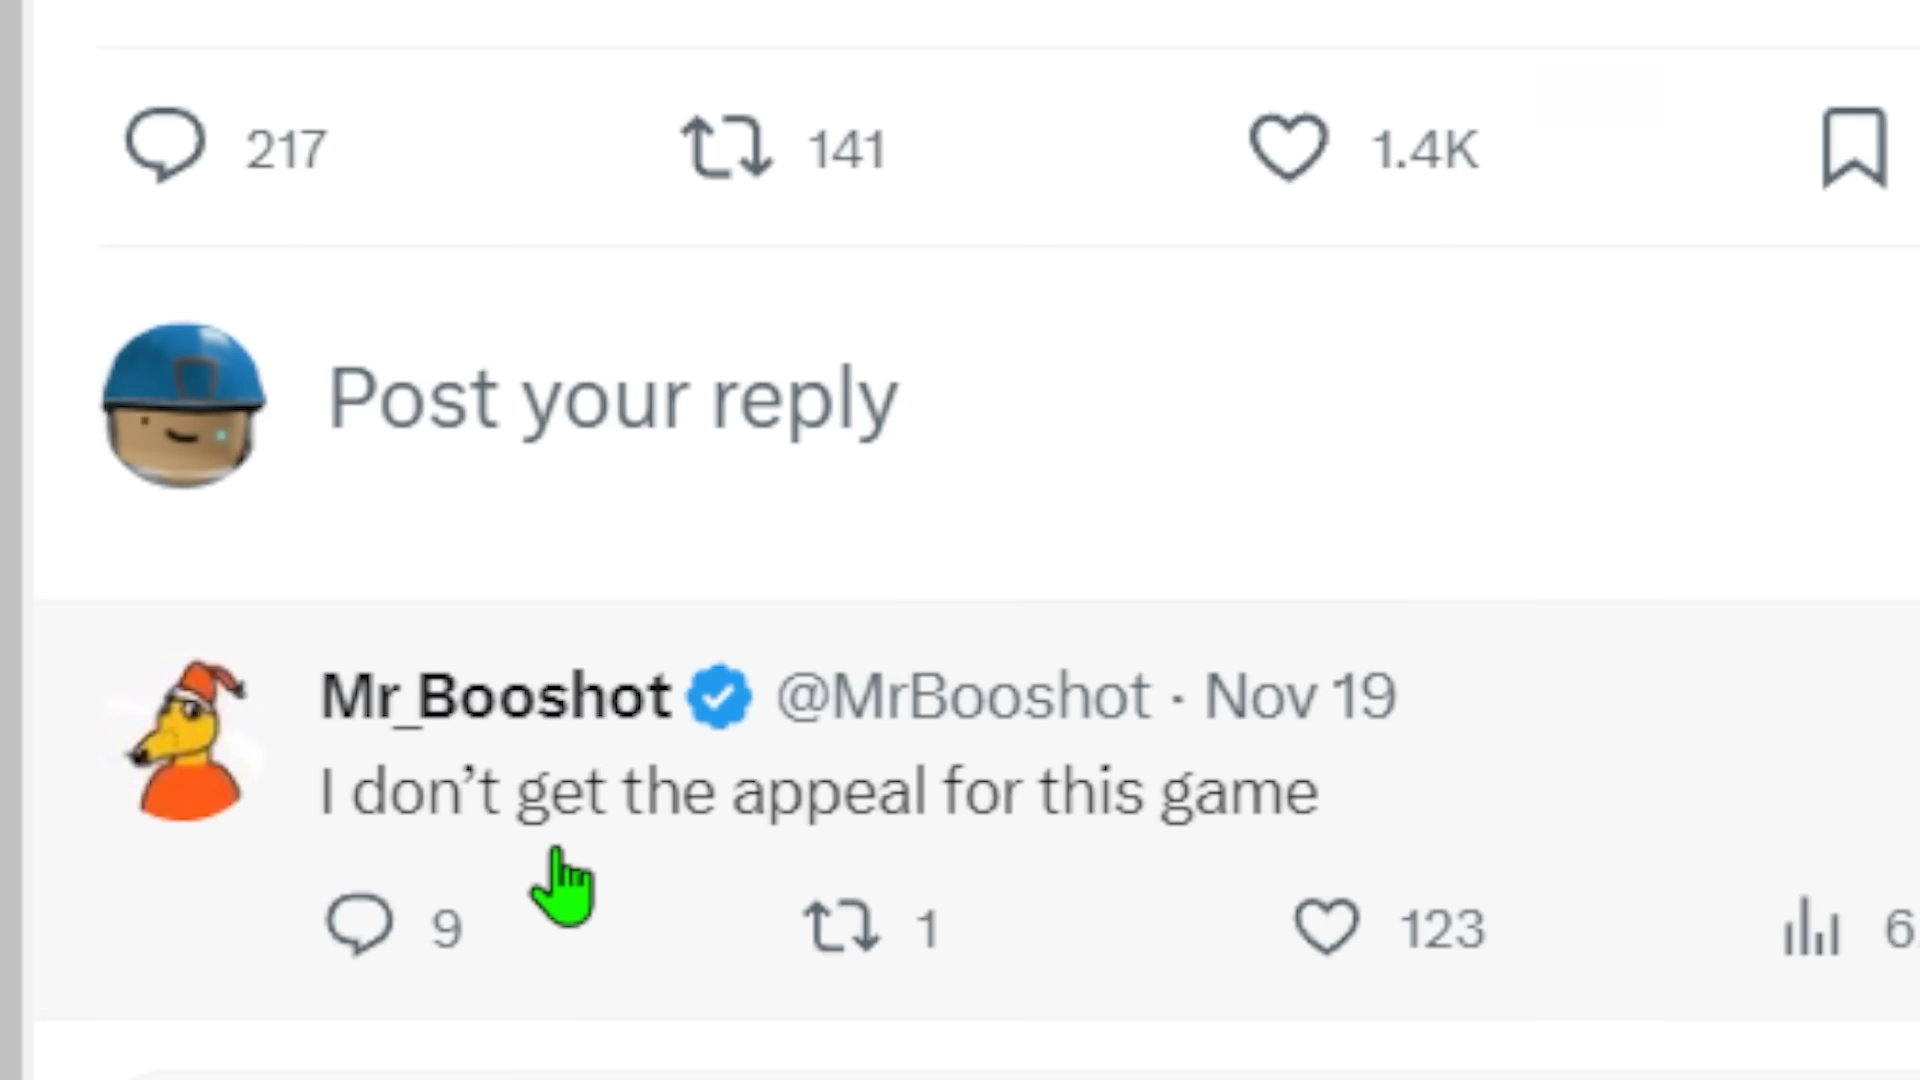 217 141 1.4K
Post your reply
Mr_Booshot @MrBooshot · Nov 19
I don’t get the appeal for this game
9 1 123